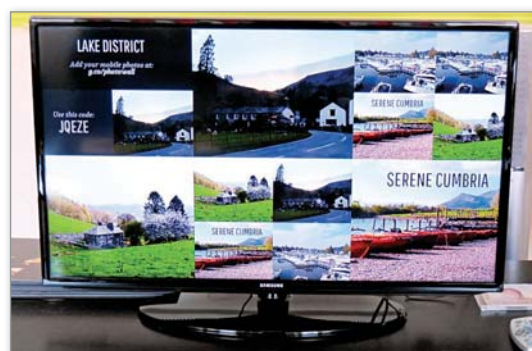 LAKE DISTRICT
Add your mobile photos at:
g.co/photowall
Use this code:
JQEZE
SERENE CUMBRIA
SERENE CUMBRIA
SERENE CUMBRIA
SAMSUNG